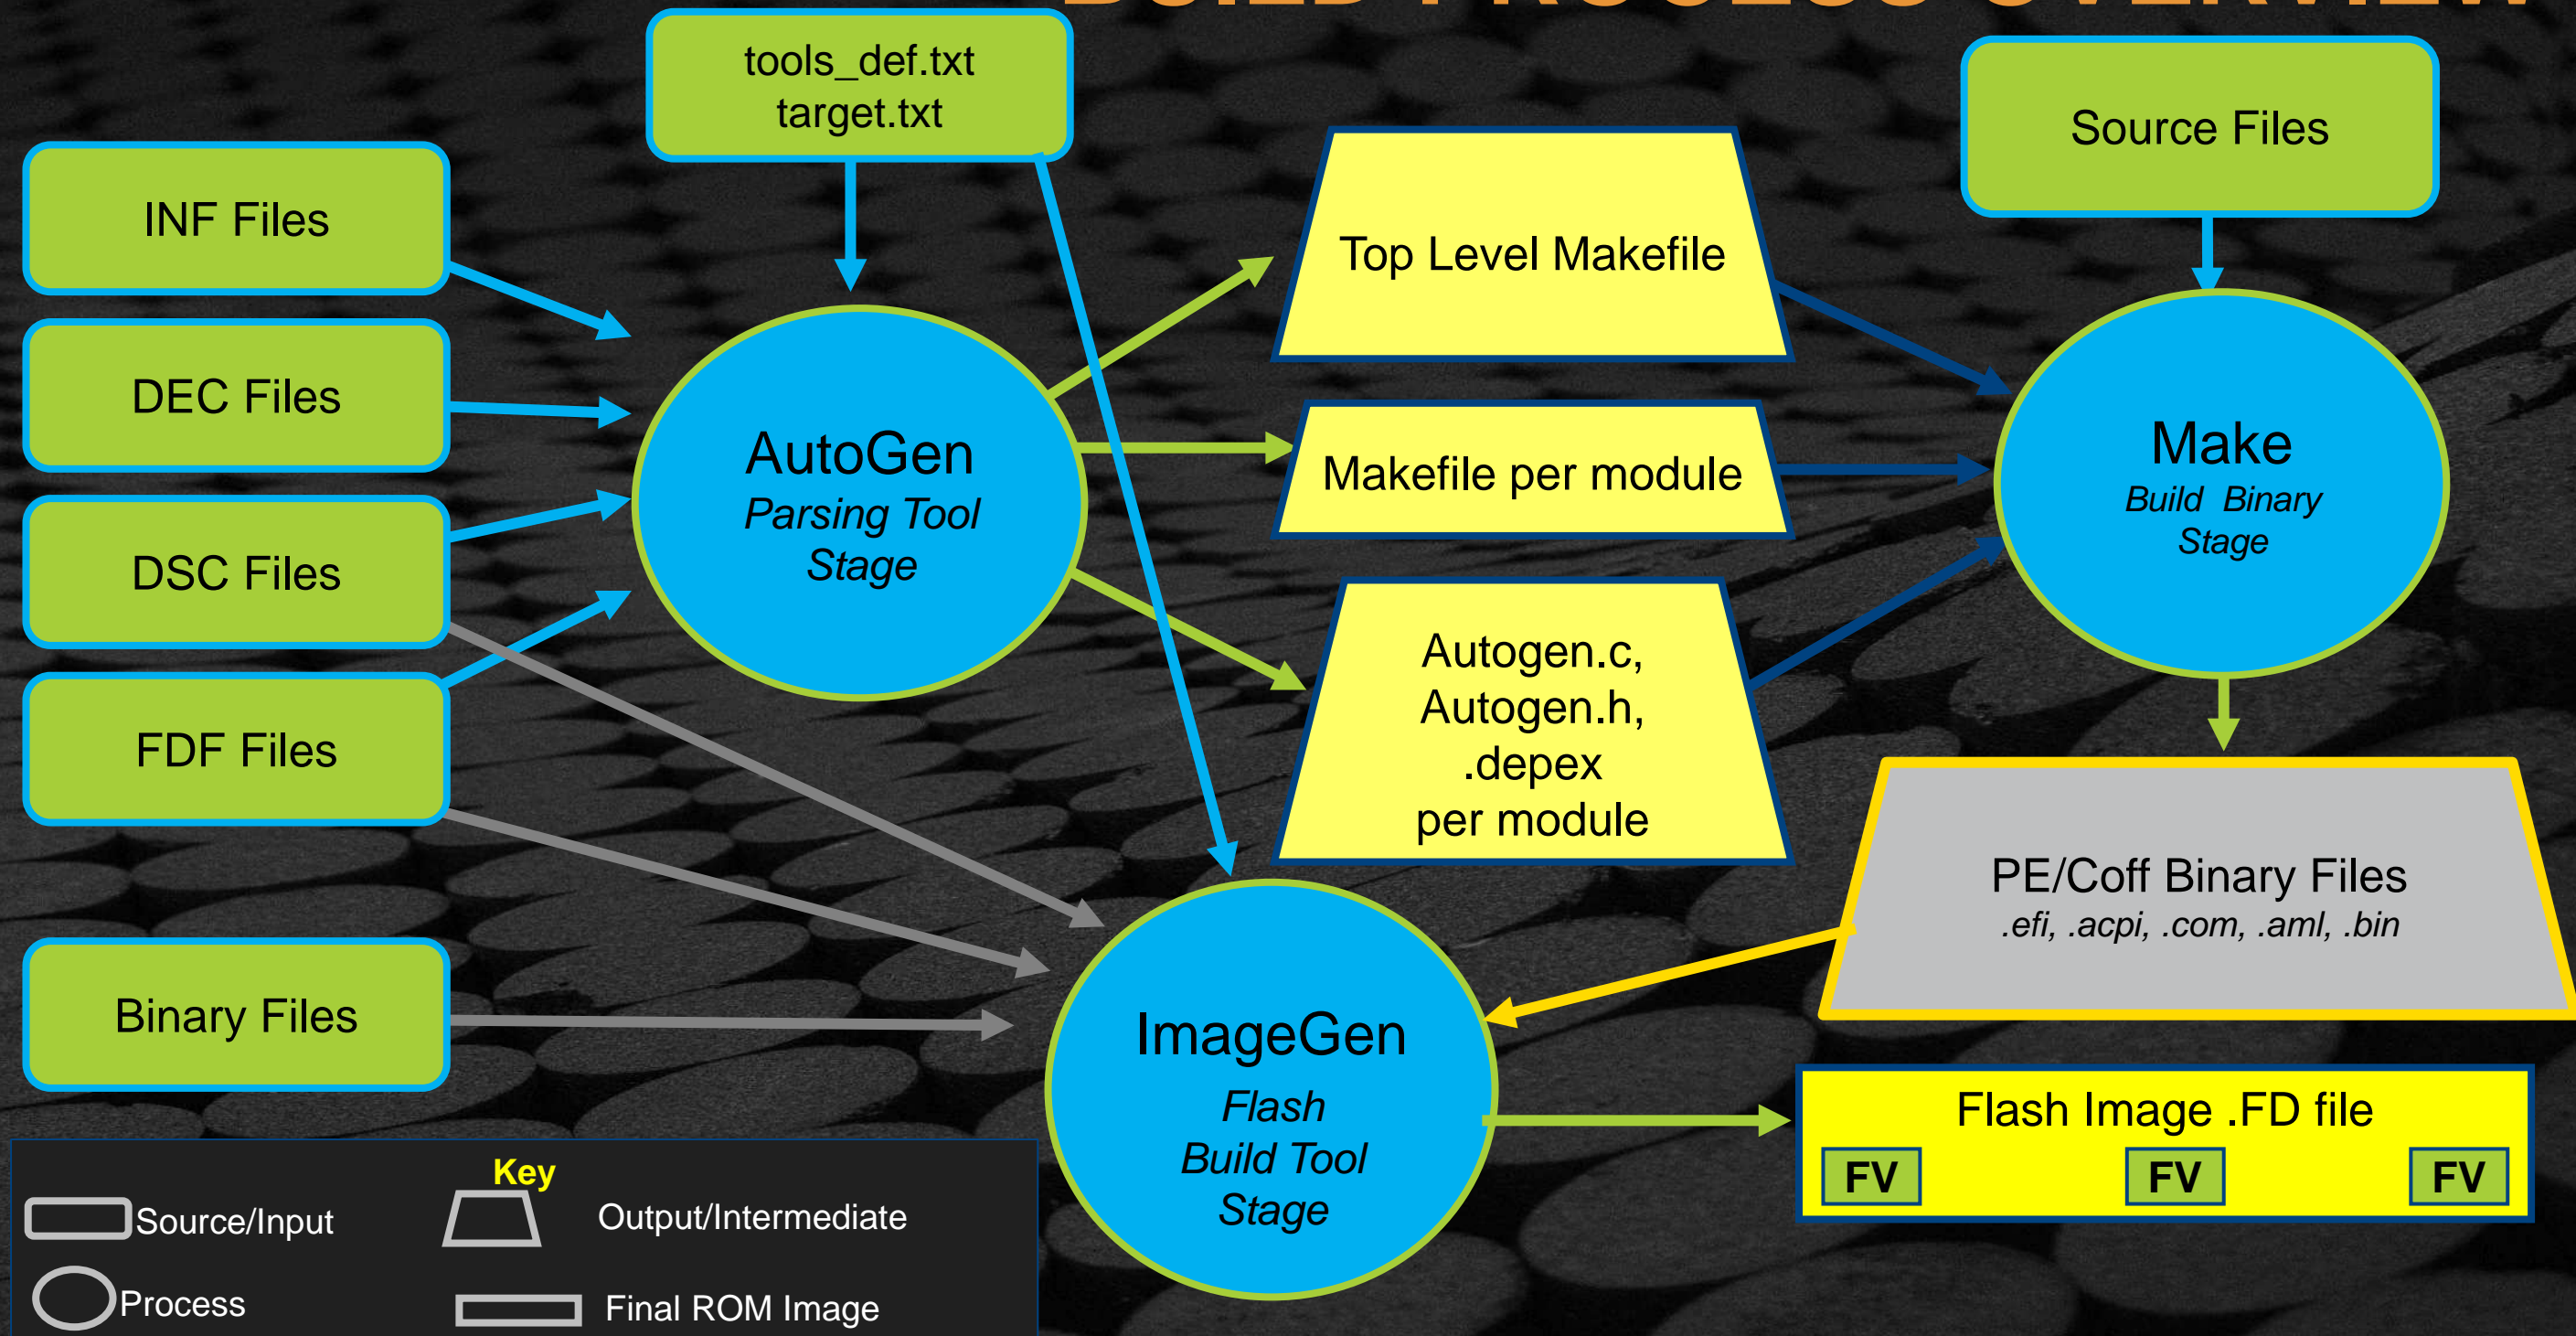 BUILD PROCESS OVERVIEW
tools_def.txt
target.txt
Source Files
INF Files
DEC Files
DSC Files
FDF Files
Binary Files
AutoGen
Parsing Tool
Stage
Top Level Makefile
Makefile per module
Autogen.c,
Autogen.h,
.depex
per module
Make
Build Binary
Stage
PE/Coff Binary Files
.efi, .acpi, .com, .aml, .bin
ImageGen
Flash
Build Tool
Stage
Flash Image .FD file
FV FV FV
Key
Source/Input
Output/Intermediate
Process
Final ROM Image